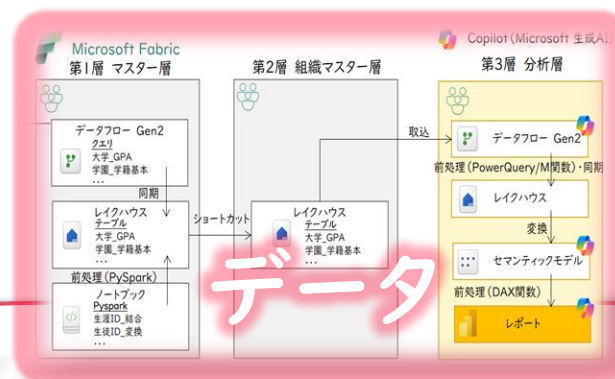 Microsoft Fabric
第1層 マスター層
データフロー Gen2
クエリ
大学_GPA
学園_学籍基本
...
同期
レイクハウス
テーブル
大学_GPA
学園_学籍基本
...
前処理(PySpark)
ノートブック
Pyspark
生涯ID_結合
生徒ID_変換
...
ショートカット
第2層 組織マスター層
レイクハウス
テーブル
大学_GPA
学園_学籍基本
...
取込
Copilot(Microsoft 生成AI)
第3層 分析層
データフロー Gen2
前処理(PowerQuery/M関数)・同期
レイクハウス
変換
セマンティックモデル
前処理(DAX関数)
レポート
データ